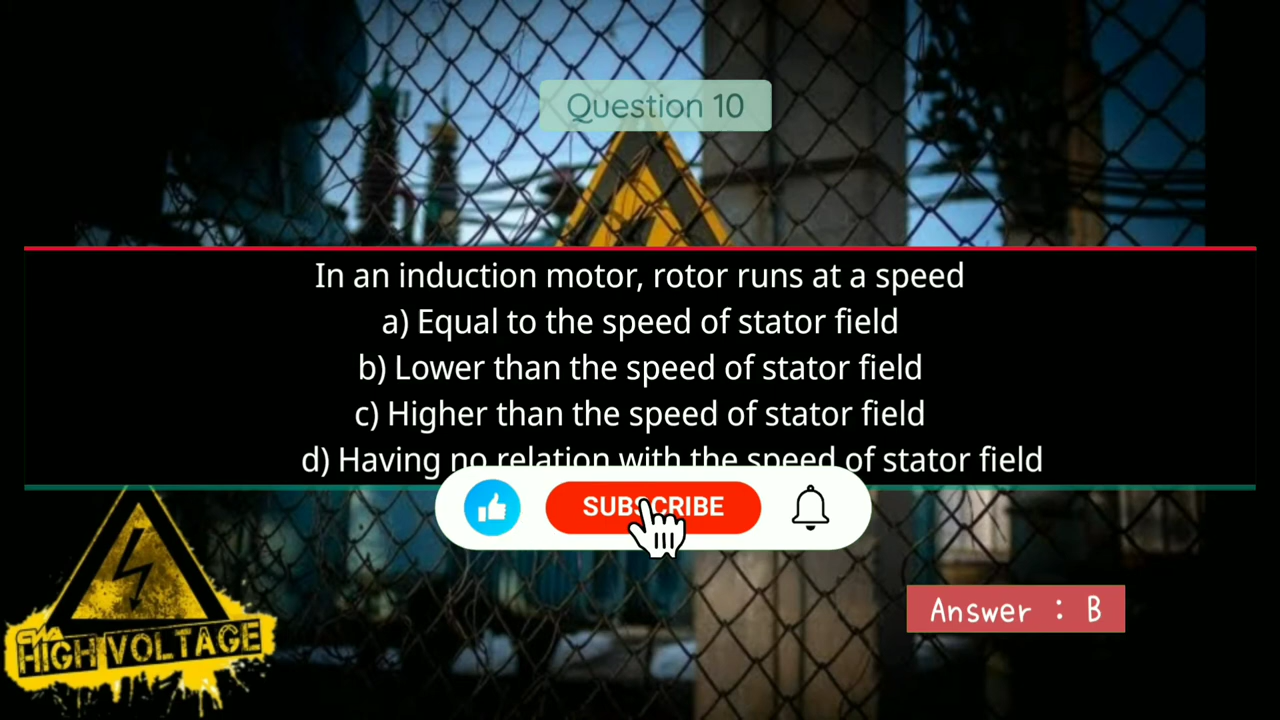 Question 10
In an induction motor, rotor runs at a speed
a) Equal to the speed of stator field
b) Lower than the speed of stator field
c) Higher than the speed of stator field
d) Having no relation with the speed of stator field
SUBSCRIBE
Answer : B
HIGH VOLTAGE